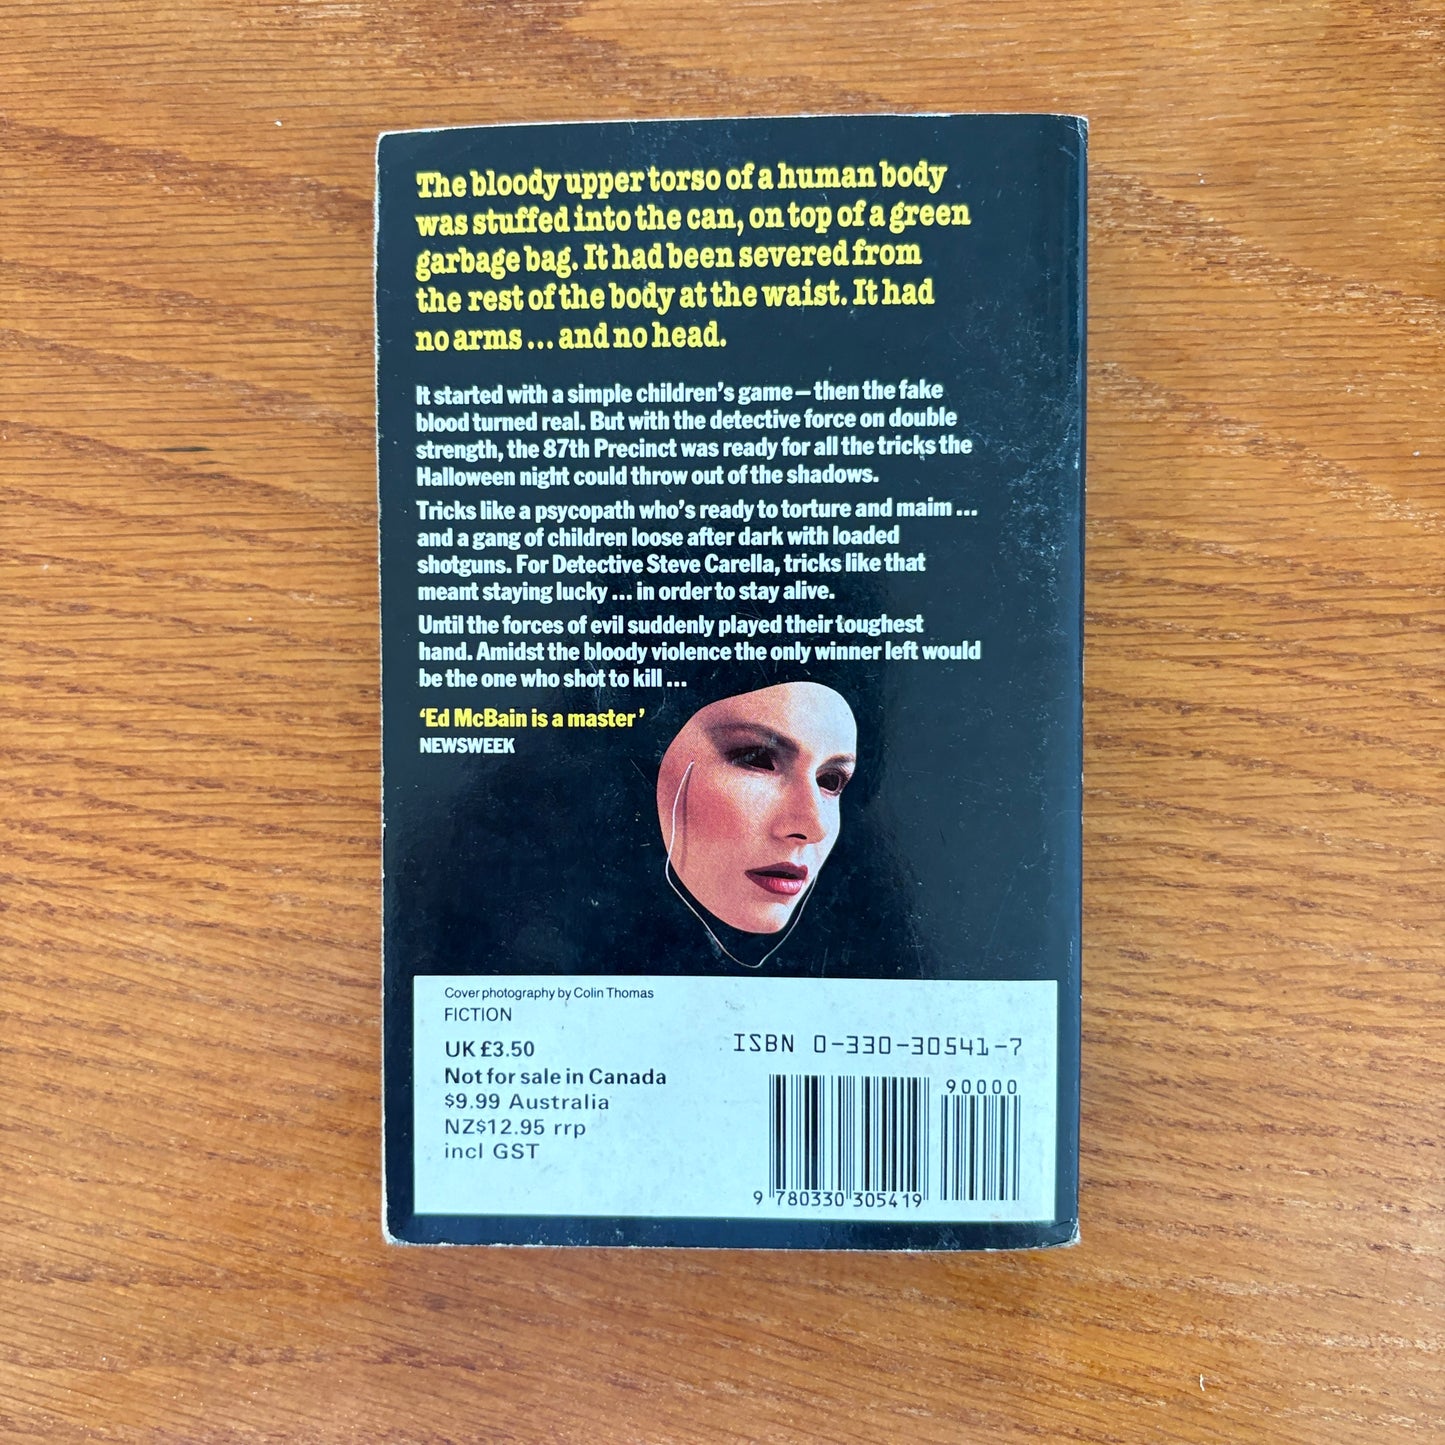 The bloody upper torso of a human body
was stuffed into the can, on top of a green
garbage bag. It had been severed from
the rest of the body at the waist. It had
no arms ... and no head.
It started with a simple children's game – then the fake
blood turned real. But with the detective force on double
strength, the 87th Precinct was ready for all the tricks the
Halloween night could throw out of the shadows.
Tricks like a psycopath who's ready to torture and maim ...
and a gang of children loose after dark with loaded
shotguns. For Detective Steve Carella, tricks like that
meant staying lucky ... in order to stay alive.
Until the forces of evil suddenly played their toughest
hand. Amidst the bloody violence the only winner left would
be the one who shot to kill ...
‘Ed McBain is a master’
NEWSWEEK
Cover photography by Colin Thomas
FICTION
UK £3.50
Not for sale in Canada
$9.99 Australia
NZ$12.95 rrp
incl GST
ISBN 0-330-30541-7
90000
9 780330 305419